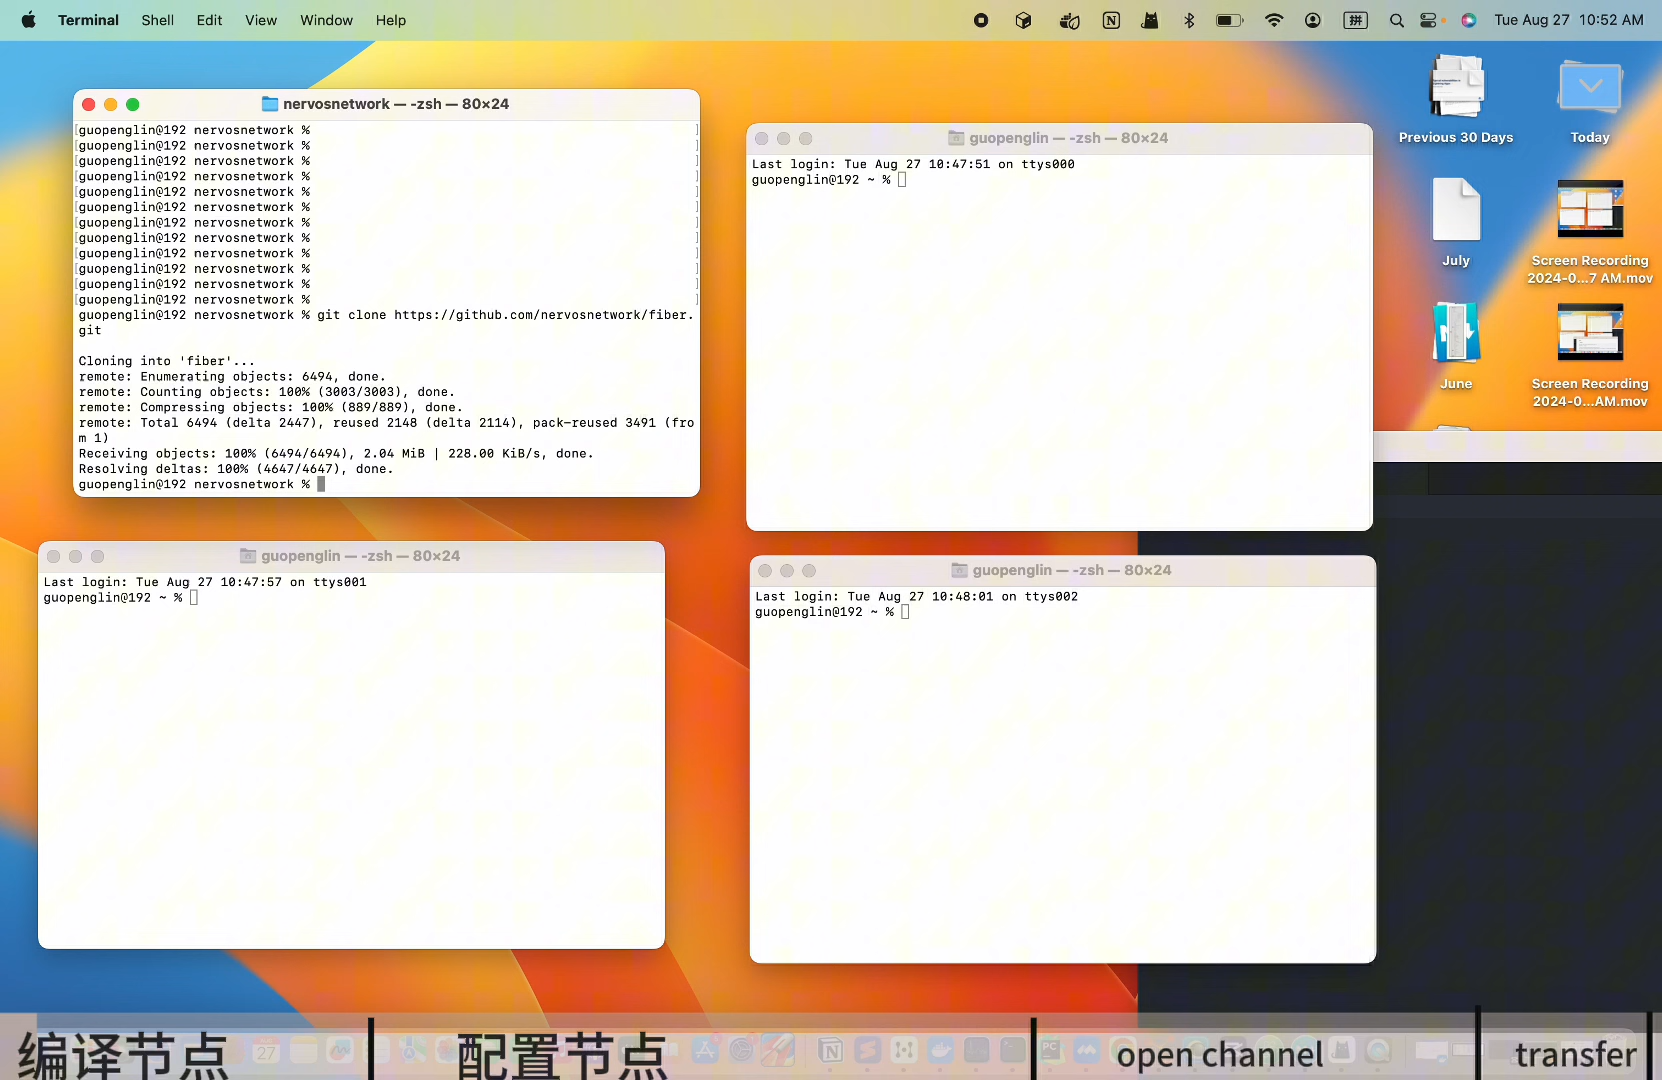 Terminal Shell Edit View Window Help
Tue Aug 27 10:52 AM
nervosnetwork — -zsh — 80×24
[guopenglin@192 nervosnetwork % ]
[guopenglin@192 nervosnetwork % ]
[guopenglin@192 nervosnetwork % ]
[guopenglin@192 nervosnetwork % ]
[guopenglin@192 nervosnetwork % ]
[guopenglin@192 nervosnetwork % ]
[guopenglin@192 nervosnetwork % ]
[guopenglin@192 nervosnetwork % ]
[guopenglin@192 nervosnetwork % ]
[guopenglin@192 nervosnetwork % ]
[guopenglin@192 nervosnetwork % ]
[guopenglin@192 nervosnetwork % ]
guopenglin@192 nervosnetwork % git clone https://github.com/nervosnetwork/fiber.
git
Cloning into 'fiber'...
remote: Enumerating objects: 6494, done.
remote: Counting objects: 100% (3003/3003), done.
remote: Compressing objects: 100% (889/889), done.
remote: Total 6494 (delta 2447), reused 2148 (delta 2114), pack-reused 3491 (fro
m 1)
Receiving objects: 100% (6494/6494), 2.04 MiB | 228.00 KiB/s, done.
Resolving deltas: 100% (4647/4647), done.
guopenglin@192 nervosnetwork %
guopenglin — -zsh — 80×24
Last login: Tue Aug 27 10:47:51 on ttys000
guopenglin@192 ~ %
Previous 30 Days
Today
July
Screen Recording
2024-0...7 AM.mov
June
Screen Recording
2024-0...AM.mov
guopenglin — -zsh — 80×24
Last login: Tue Aug 27 10:47:57 on ttys001
guopenglin@192 ~ %
guopenglin — -zsh — 80×24
Last login: Tue Aug 27 10:48:01 on ttys002
guopenglin@192 ~ %
编译节点
配置节点
open channel
transfer
27